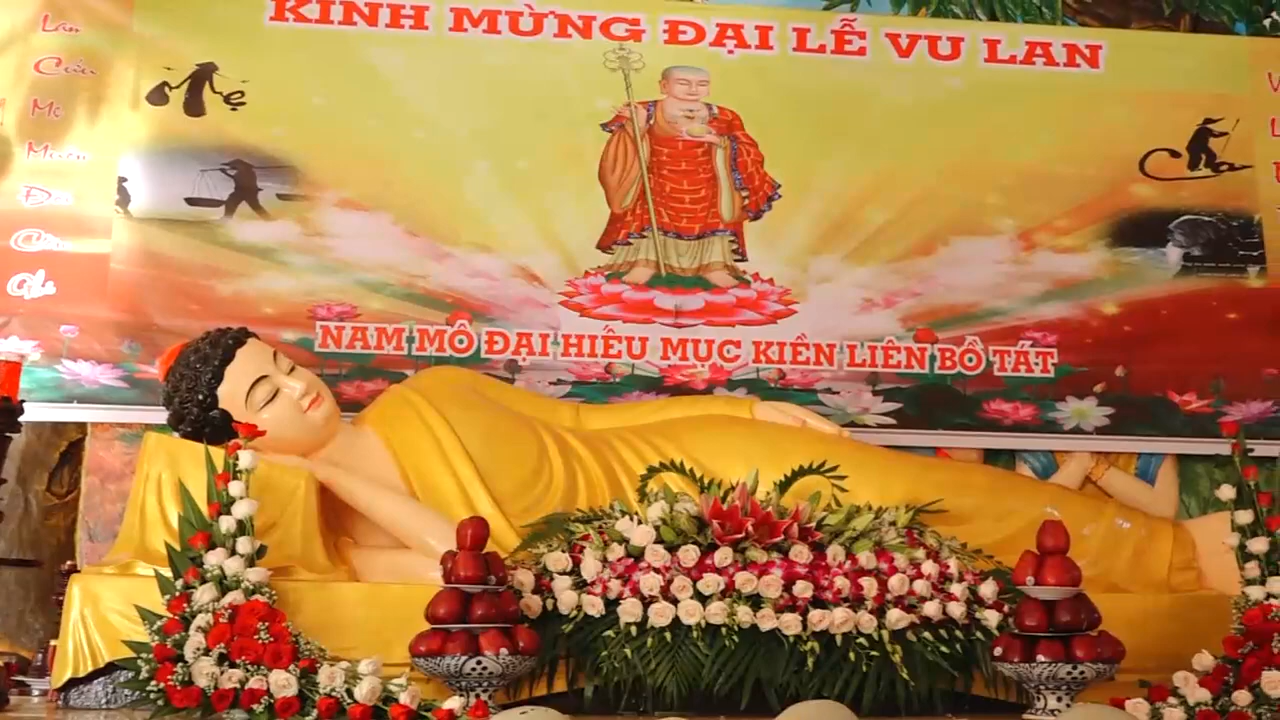 KÍNH MỪNG ĐẠI LỄ VU LAN
Mẹ
Cha
NAM MÔ ĐẠI HIẾU MỤC KIỀN LIÊN BỒ TÁT